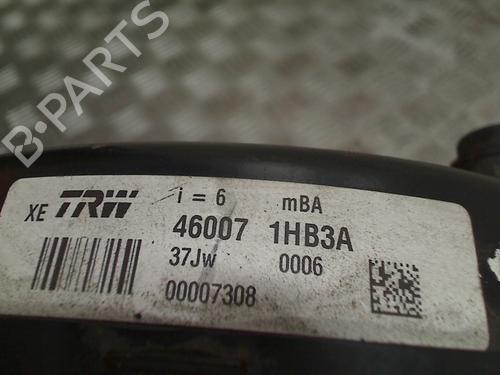 B-PARTS
XE TRW i = 6 mBA
46007 1HB3A
37Jw 0006
00007308